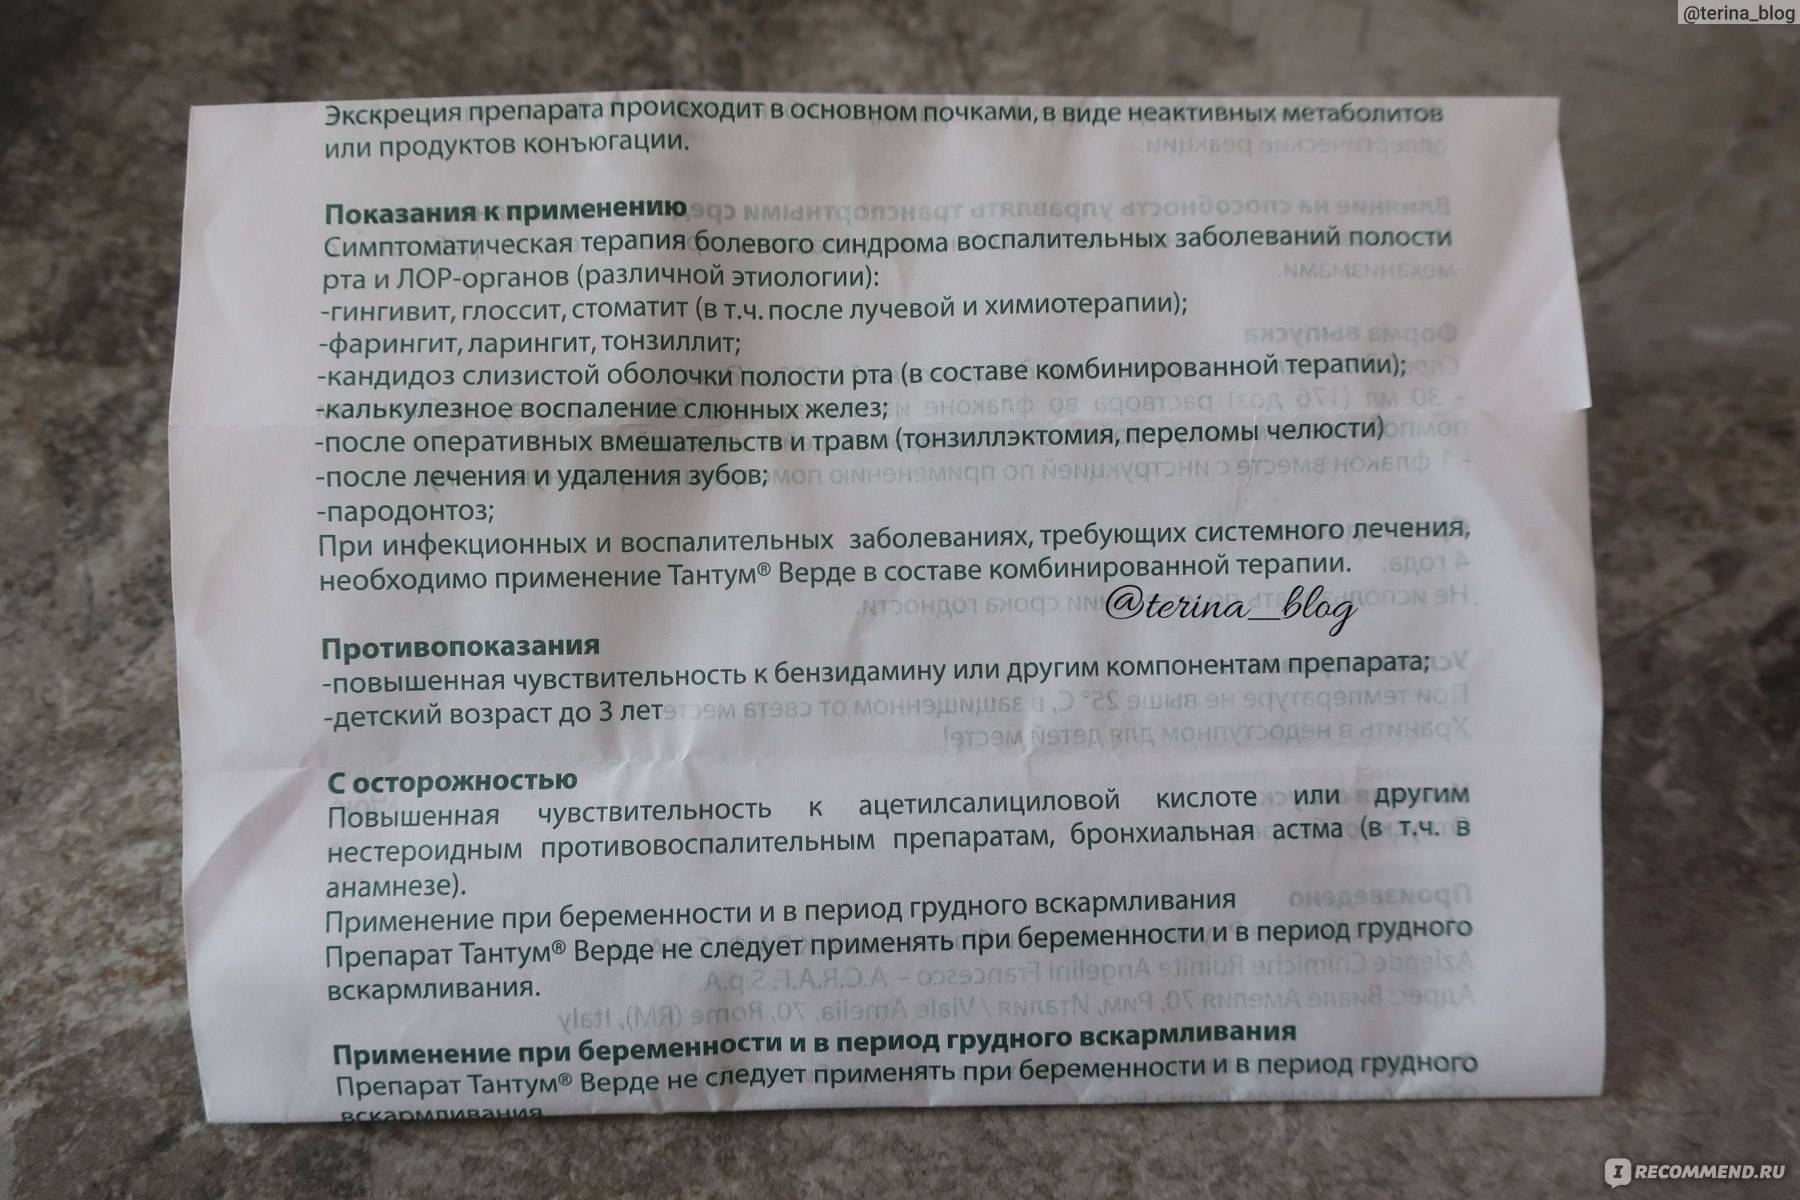 @terina_blog
Экскреция препарата происходит в основном почками, в виде неактивных метаболитов
или продуктов конъюгации.
Показания к применению
Симптоматическая терапия болевого синдрома воспалительных заболеваний полости
рта и ЛОР-органов (различной этиологии):
-гингивит, глоссит, стоматит (в т.ч. после лучевой и химиотерапии);
-фарингит, ларингит, тонзиллит;
-кандидоз слизистой оболочки полости рта (в составе комбинированной терапии);
-калькулезное воспаление слюнных желез;
-после оперативных вмешательств и травм (тонзиллэктомия, переломы челюсти)
-после лечения и удаления зубов;
-пародонтоз;
При инфекционных и воспалительных заболеваниях, требующих системного лечения,
необходимо применение Тантум® Верде в составе комбинированной терапии.
@terina_blog
Противопоказания
-повышенная чувствительность к бензидамину или другим компонентам препарата;
-детский возраст до 3 лет
С осторожностью
Повышенная чувствительность к ацетилсалициловой кислоте или другим
нестероидным противовоспалительным препаратам, бронхиальная астма (в т.ч. в
анамнезе).
Применение при беременности и в период грудного вскармливания
Препарат Тантум® Верде не следует применять при беременности и в период грудного
вскармливания.
Применение при беременности и в период грудного вскармливания
Препарат Тантум® Верде не следует применять при беременности и в период грудного
вскармливания
IRECOMMEND.RU